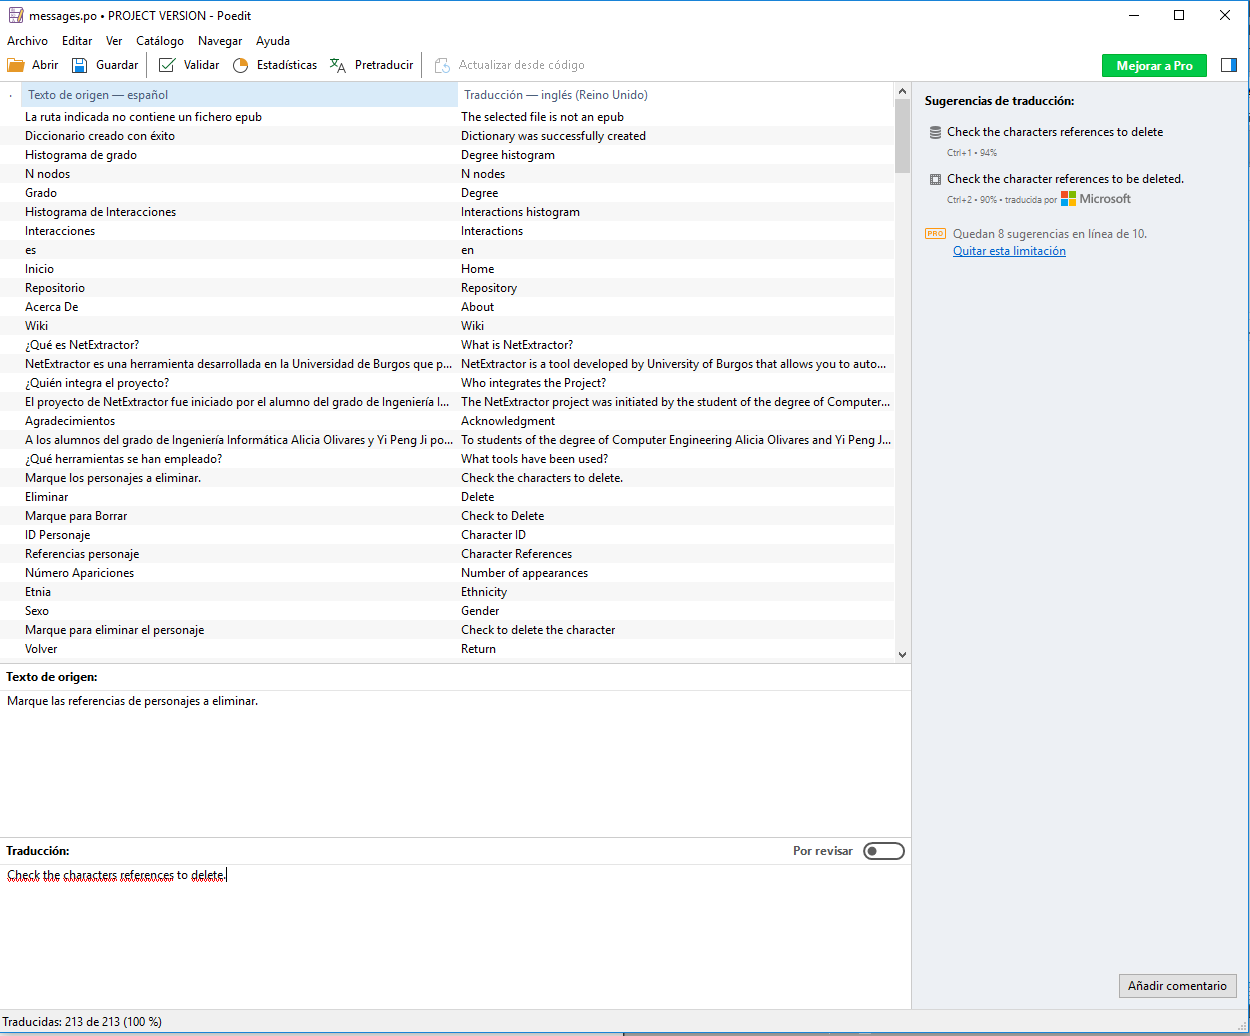 messages.po • PROJECT VERSION - Poedit
Archivo Editar Ver Catálogo Navegar Ayuda
Abrir Guardar Validar Estadísticas Pretraducir Actualizar desde código Mejorar a Pro
Texto de origen — español Traducción — inglés (Reino Unido)
La ruta indicada no contiene un fichero epub The selected file is not an epub
Diccionario creado con éxito Dictionary was successfully created
Histograma de grado Degree histogram
N nodos N nodes
Grado Degree
Histograma de Interacciones Interactions histogram
Interacciones Interactions
es en
Inicio Home
Repositorio Repository
Acerca De About
Wiki Wiki
¿Qué es NetExtractor? What is NetExtractor?
NetExtractor es una herramienta desarrollada en la Universidad de Burgos que p... NetExtractor is a tool developed by University of Burgos that allows you to auto...
¿Quién integra el proyecto? Who integrates the Project?
El proyecto de NetExtractor fue iniciado por el alumno del grado de Ingeniería I... The NetExtractor project was initiated by the student of the degree of Computer...
Agradecimientos Acknowledgment
A los alumnos del grado de Ingeniería Informática Alicia Olivares y Yi Peng Ji po... To students of the degree of Computer Engineering Alicia Olivares and Yi Peng J...
¿Qué herramientas se han empleado? What tools have been used?
Marque los personajes a eliminar. Check the characters to delete.
Eliminar Delete
Marque para Borrar Check to Delete
ID Personaje Character ID
Referencias personaje Character References
Número Apariciones Number of appearances
Etnia Ethnicity
Sexo Gender
Marque para eliminar el personaje Check to delete the character
Volver Return
Texto de origen:
Marque las referencias de personajes a eliminar.
Traducción: Por revisar
Check the characters references to delete.
Traducidas: 213 de 213 (100 %)
Sugerencias de traducción:
Check the characters references to delete
Ctrl+1 • 94%
Check the character references to be deleted.
Ctrl+2 • 90% • traducida por Microsoft
PRO Quedan 8 sugerencias en línea de 10.
Quitar esta limitación
Añadir comentario